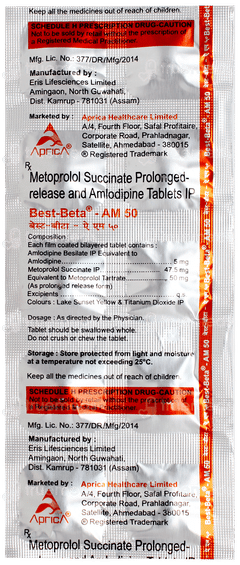 Keep all the medicines out of reach of children.
SCHEDULE H PRESCRIPTION DRUG-CAUTION
Not to be sold by retail without the prescription of
a Registered Medical Practitioner.
Mfg. Lic. No.: 377/DR/Mfg/2014
Manufactured by :
Eris Lifesciences Limited
Amingaon, North Guwahati,
Dist. Kamrup - 781031 (Assam)
Marketed by : Aprica Healthcare Limited
A/4, Fourth Floor, Safal Profitaire,
Corporate Road, Prahladnagar,
Satellite, Ahmedabad - 380015
® Registered Trademark
APRICA
Rx
Metoprolol Succinate Prolonged-
release and Amlodipine Tablets IP
Best-Beta® - AM 50
बेस्ट-बीटा - ऐ एम ५०
Composition :
Each film coated bilayered tablet contains :
Amlodipine Besilate IP Equivalent to
Amlodipine 5 mg
Metoprolol Succinate IP 47.5 mg
Equivalent to Metoprolol Tartrate 50 mg
(As prolonged release form)
Excipients q.s.
Colours : Lake Sunset Yellow & Titanium Dioxide IP
Dosage : As directed by the Physician.
Tablet should be swallowed whole.
Do not crush or chew the tablet
Storage : Store protected from light and moisture
at a temperature not exceeding 25°C.
Keep all the medicines out of reach of children
SCHEDULE H PRESCRIPTION DRUG-CAUTION
Not to be sold by retail without the prescription
Mfg. Lic. No.: 377/DR/Mfg/2014
Manufactured by :
Eris Lifesciences Limited
Amingaon, North Guwahati,
Dist. Kamrup - 781031 (Assam)
Marketed by : Aprica Healthcare Limited
A/4, Fourth Floor, Safal Profitaire,
Corporate Road, Prahladnagar,
Satellite, Ahmedabad - 380015
® Registered Trademark
APRICA
Rx
Metoprolol Succinate Prolonged-
Best-Beta® - AM 50
Best-Beta® - AM 50
Best-Beta® - AM 50